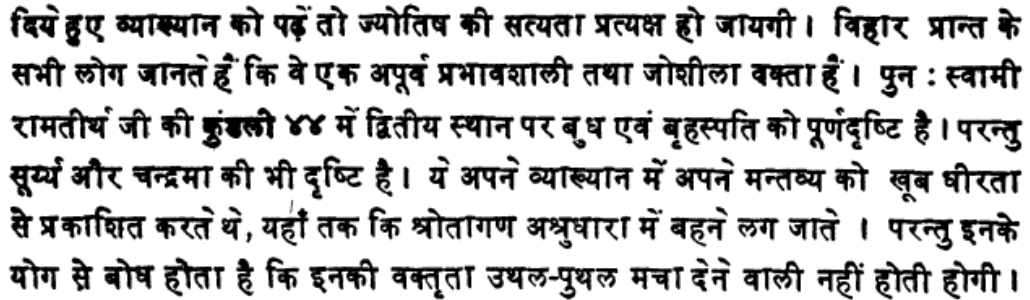 दिये हुए व्याख्यान को पढ़ें तो ज्योतिष की सत्यता प्रत्यक्ष हो जायगी । विहार प्रान्त के
सभी लोग जानते हैं कि वे एक अपूर्व प्रभावशाली तथा जोशीला वक्ता हैं । पुन : स्वामी
रामतीर्थ जी की कुंडली ४४ में द्वितीय स्थान पर बुध एवं बृहस्पति को पूर्णदृष्टि है । परन्तु
सूर्य्य और चन्द्रमा की भी दृष्टि है । ये अपने व्याख्यान में अपने मन्तव्य को खूब धीरता
से प्रकाशित करते थे, यहाँ तक कि श्रोतागण अश्रुधारा में बहने लग जाते । परन्तु इनके
योग से बोध होता है कि इनकी वक्तृता उथल-पुथल मचा देने वाली नहीं होती होगी ।